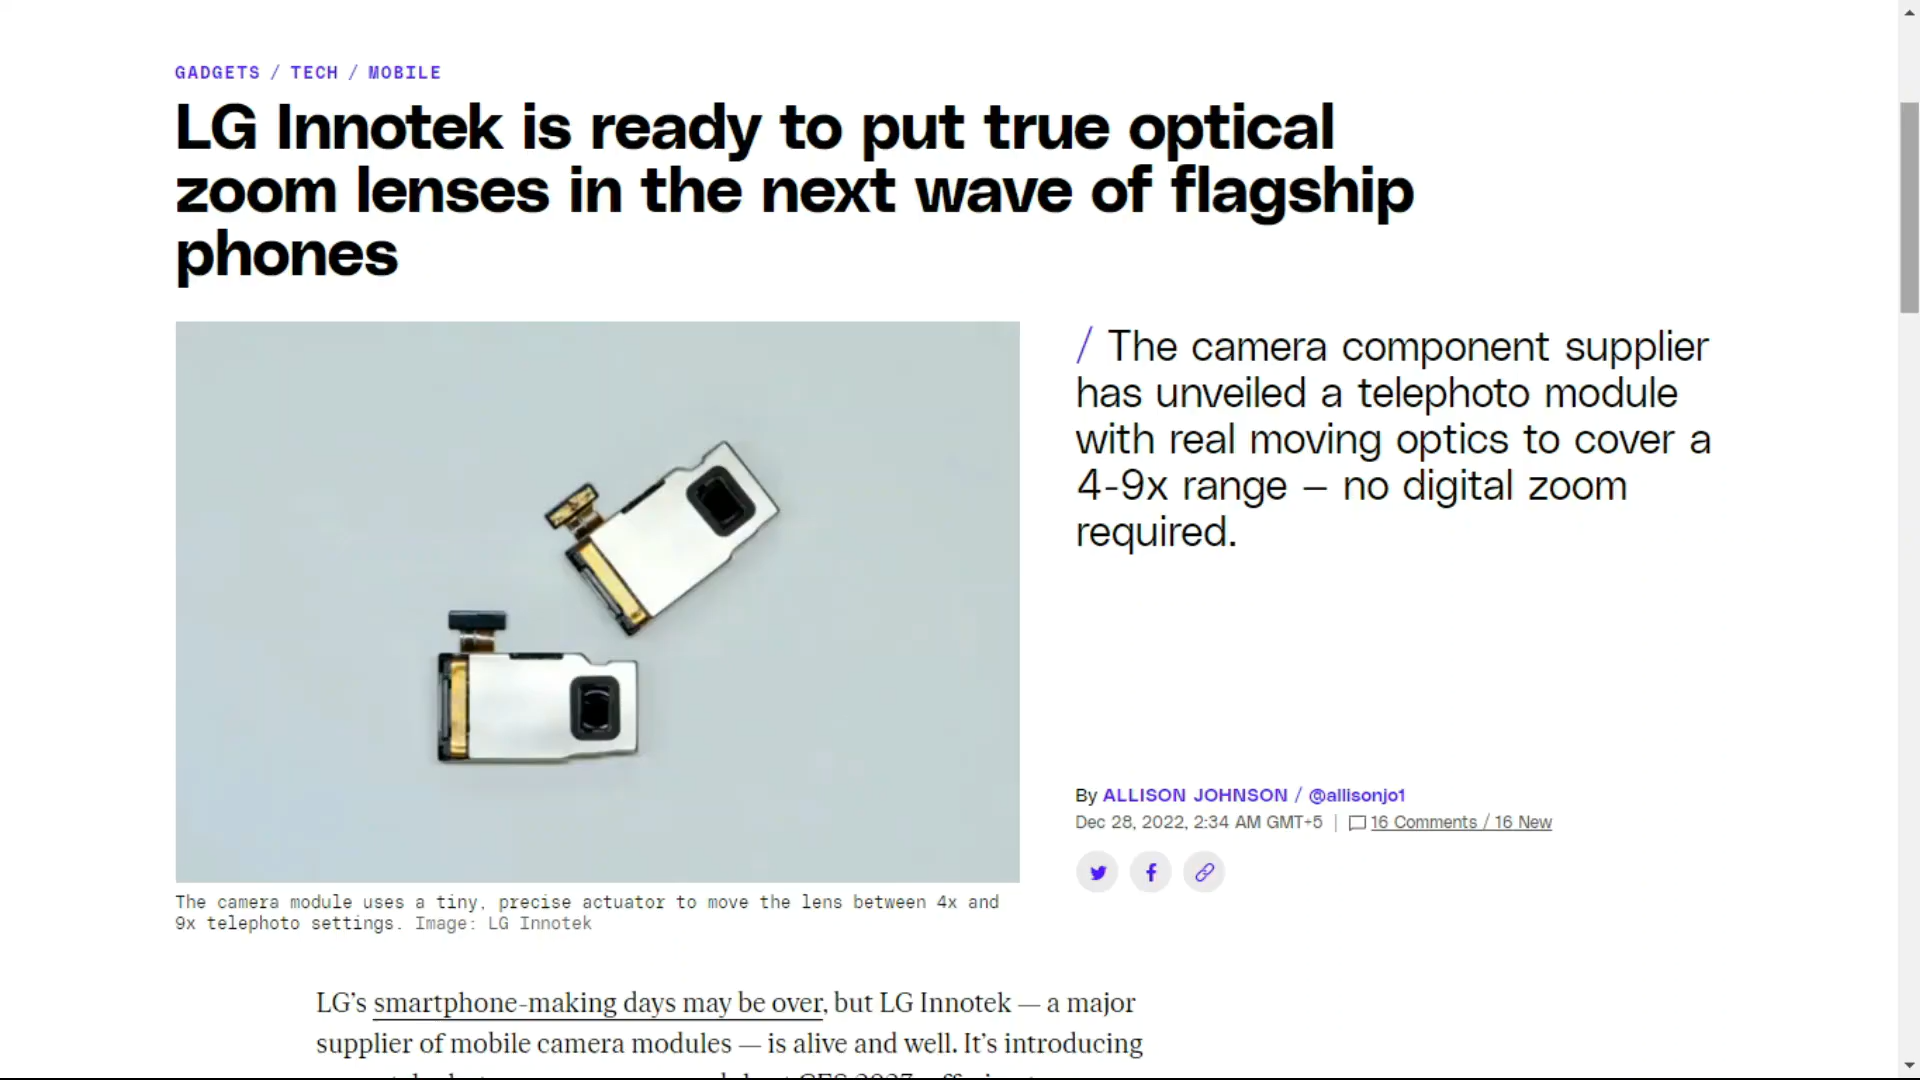 GADGETS / TECH / MOBILE
LG Innotek is ready to put true optical
zoom lenses in the next wave of flagship
phones
/ The camera component supplier
has unveiled a telephoto module
with real moving optics to cover a
4-9x range – no digital zoom
required.
By ALLISON JOHNSON / @allisonjo1
Dec 28, 2022, 2:34 AM GMT+5 | 16 Comments / 16 New
The camera module uses a tiny, precise actuator to move the lens between 4x and
9x telephoto settings. Image: LG Innotek
LG’s smartphone-making days may be over, but LG Innotek — a major
supplier of mobile camera modules — is alive and well. It’s introducing